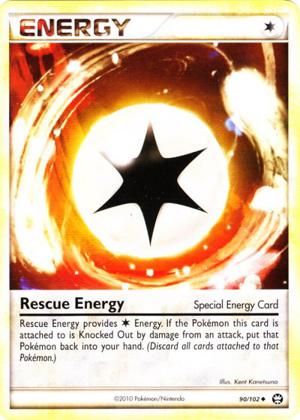 ENERGY
Rescue Energy Special Energy Card
Rescue Energy provides Energy. If the Pokémon this card is
attached to is Knocked Out by damage from an attack, put that
Pokémon back into your hand. (Discard all cards attached to that
Pokémon.)
Illus. Kent Kanetsuna
©2010 Pokémon/Nintendo 90/102